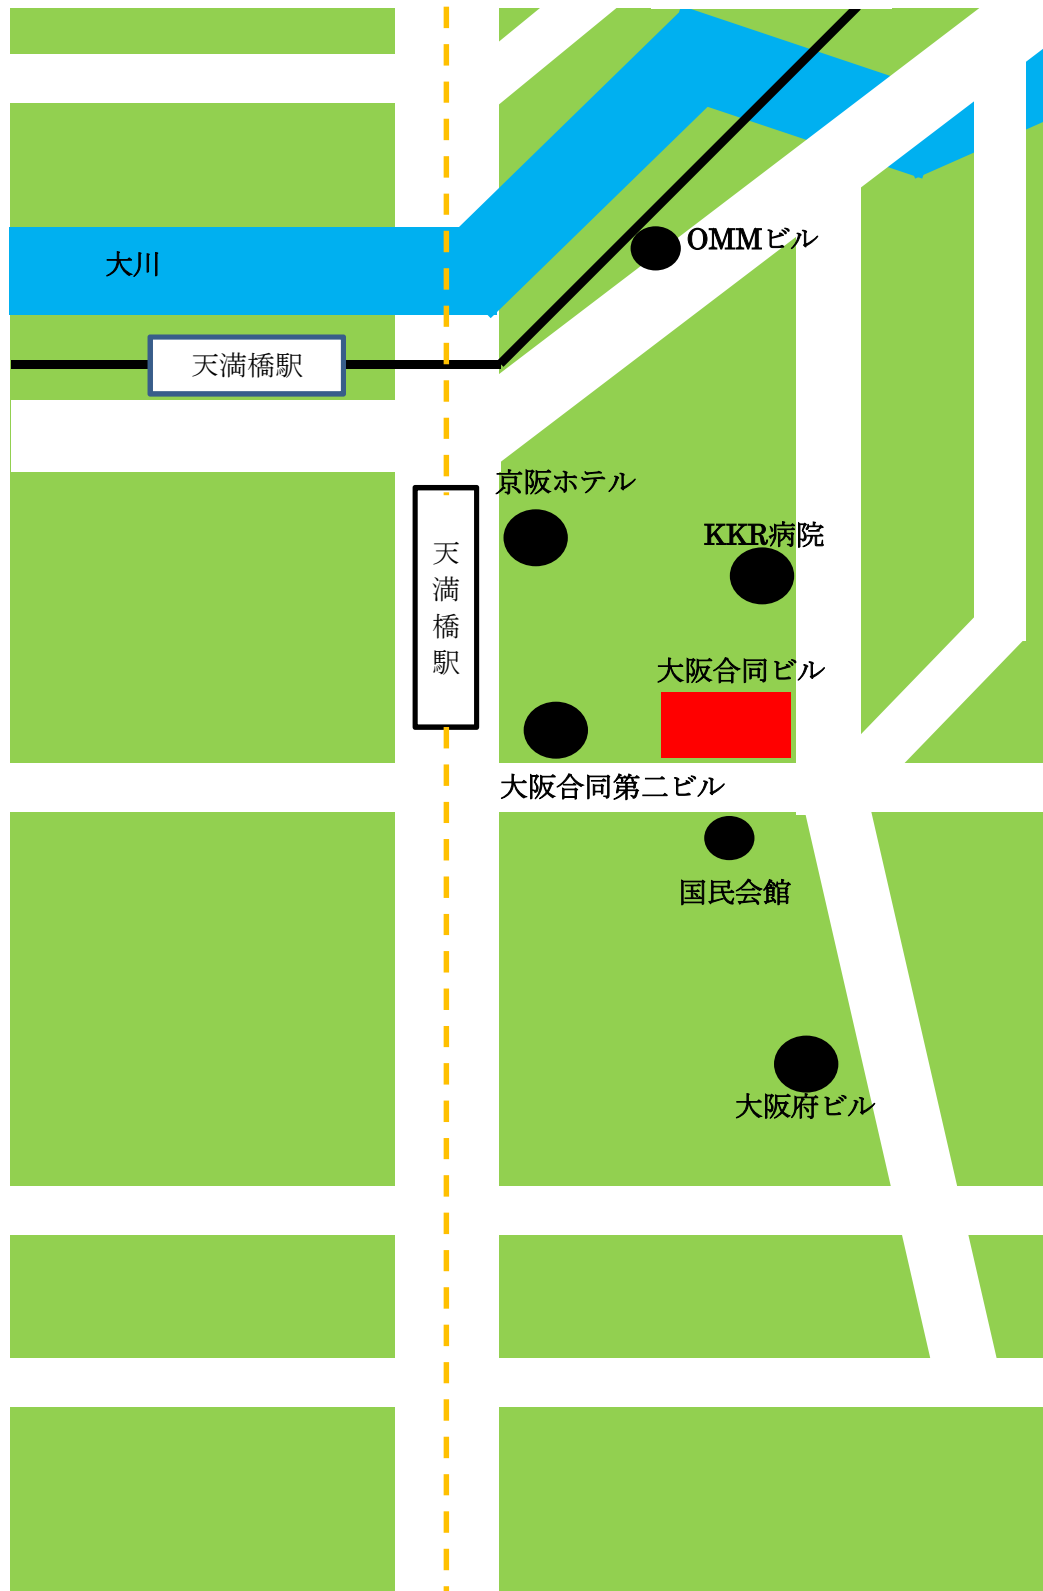 OMMビル
大川
天満橋駅
京阪ホテル
KKR病院
天満橋駅
大阪合同ビル
大阪合同第二ビル
国民会館
大阪府ビル